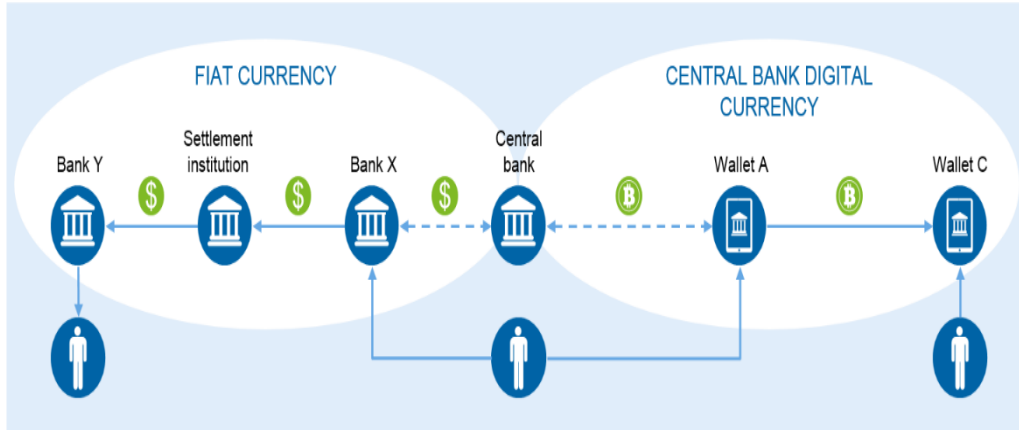 FIAT CURRENCY
CENTRAL BANK DIGITAL
CURRENCY
Bank Y
Settlement
institution
Bank X
Central
bank
Wallet A
Wallet C
$
$
$
₿
₿